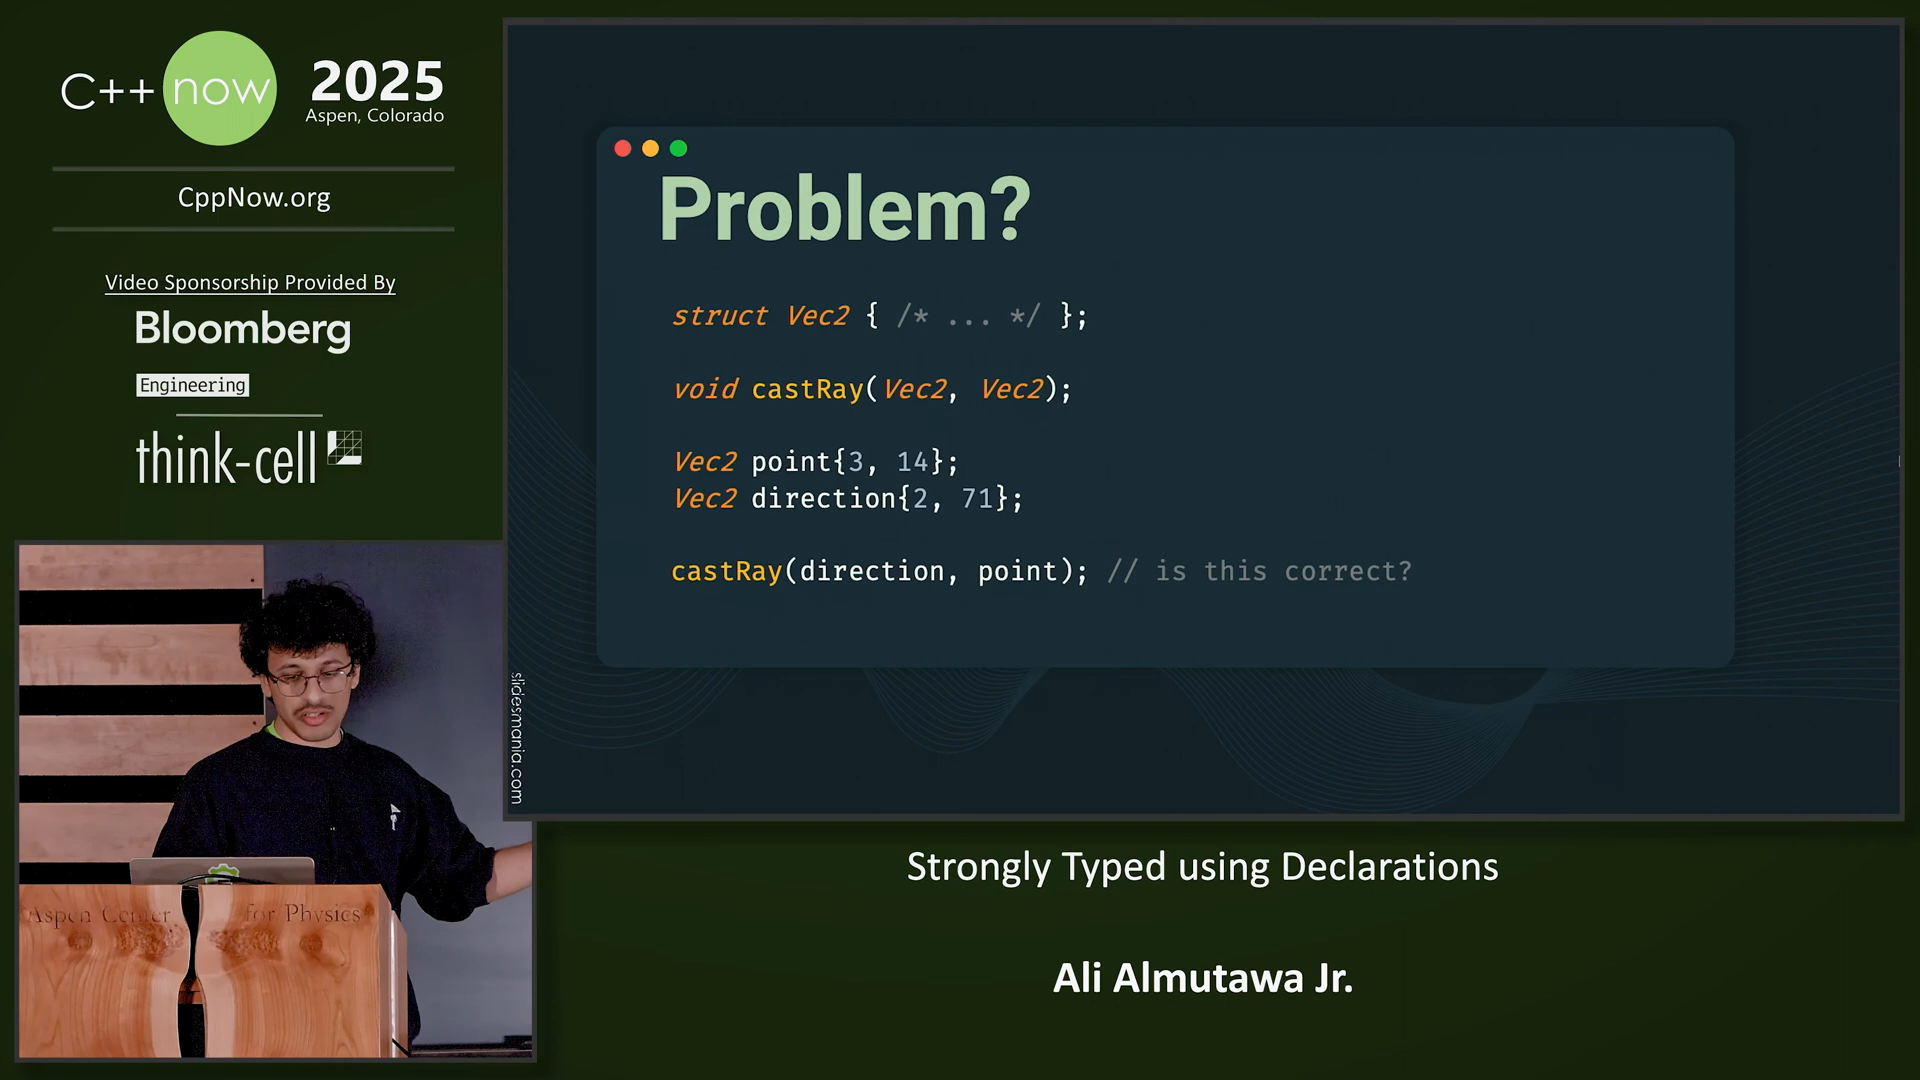 C++ now
2025
Aspen, Colorado
CppNow.org
Video Sponsorship Provided By
Bloomberg
Engineering
think-cell
Problem?
struct Vec2 { /* ... */ };
void castRay(Vec2, Vec2);
Vec2 point{3, 14};
Vec2 direction{2, 71};
castRay(direction, point); // is this correct?
slidesmania.com
Aspen Center for Physics
Strongly Typed using Declarations
Ali Almutawa Jr.